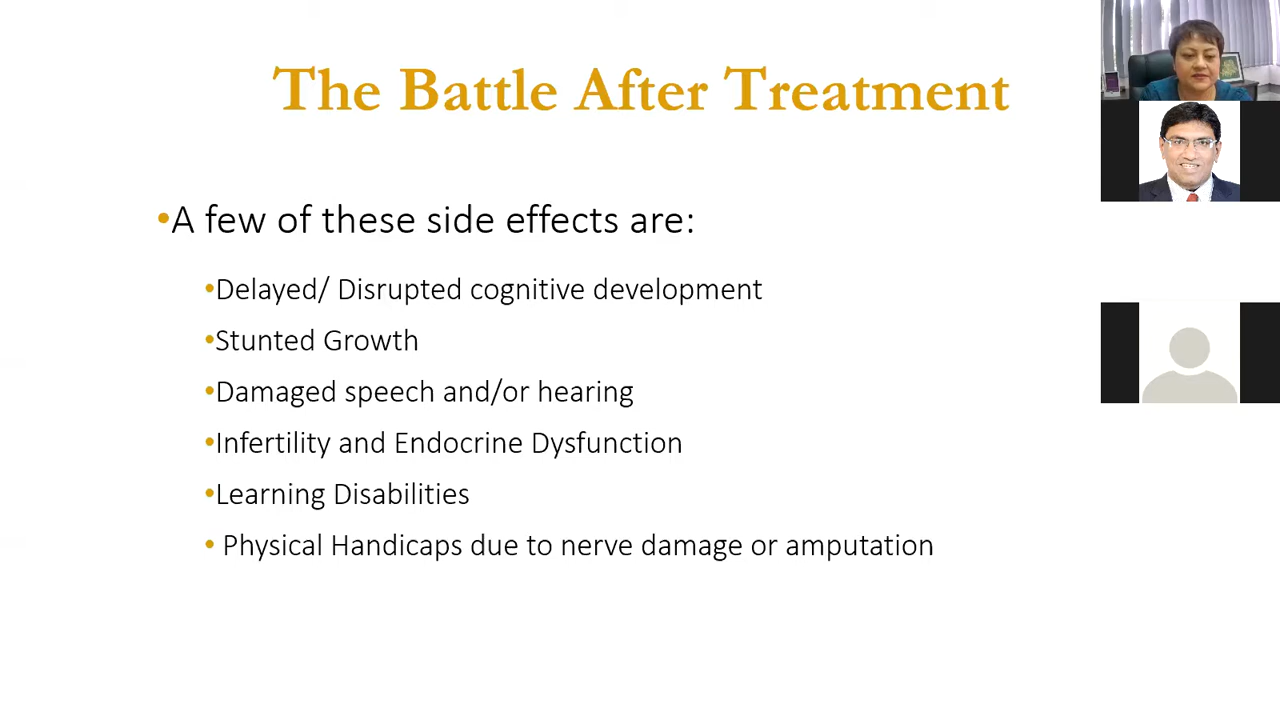 The Battle After Treatment
•A few of these side effects are:
•Delayed/ Disrupted cognitive development
•Stunted Growth
•Damaged speech and/or hearing
•Infertility and Endocrine Dysfunction
•Learning Disabilities
• Physical Handicaps due to nerve damage or amputation